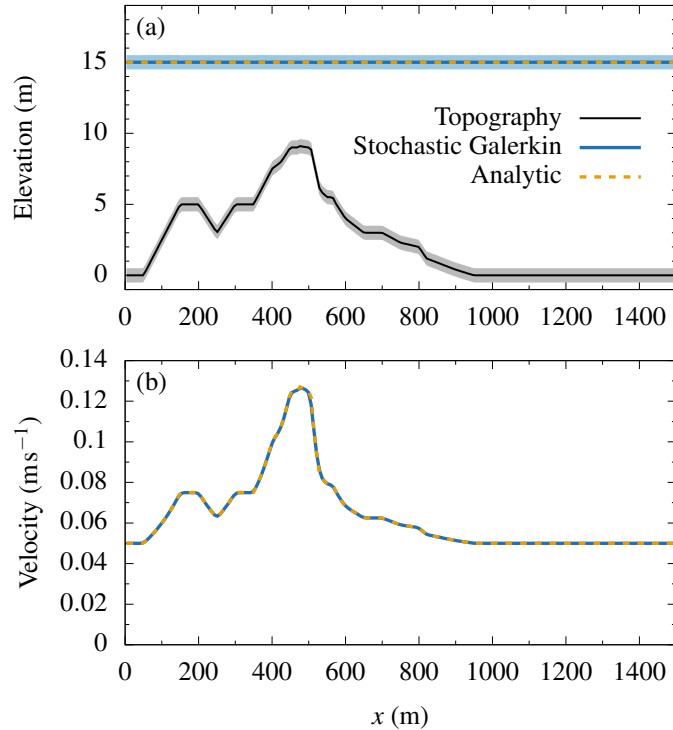 (a)
Elevation (m)
15
10
5
0
Topography
Stochastic Galerkin
Analytic
0 200 400 600 800 1000 1200 1400
(b)
Velocity (ms⁻¹)
0.14
0.12
0.1
0.08
0.06
0.04
0.02
0
0 200 400 600 800 1000 1200 1400
x (m)